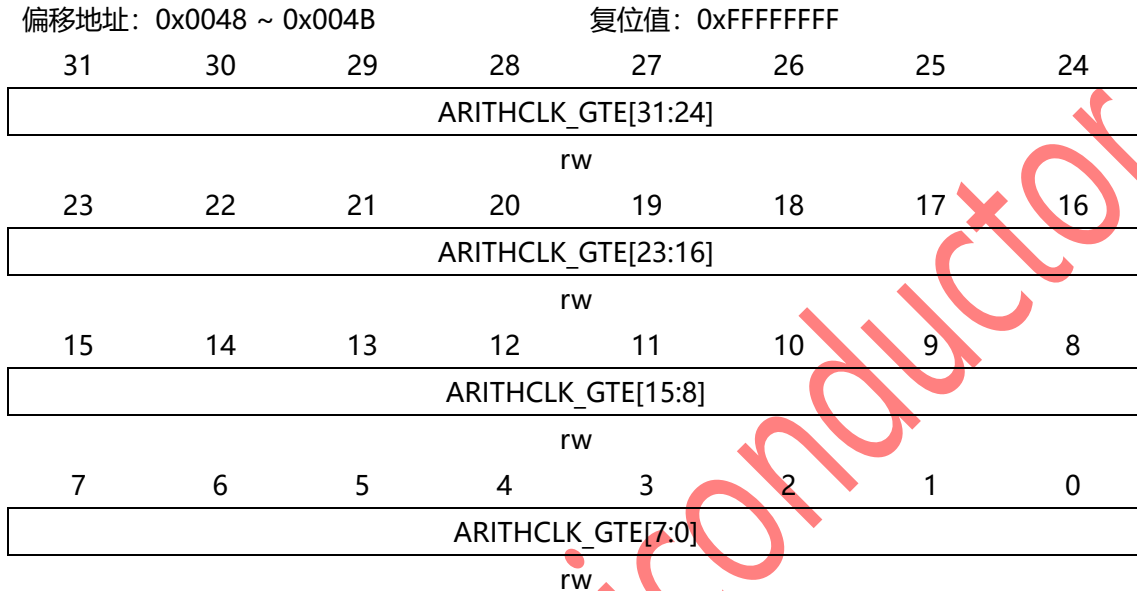 偏移地址：0x0048 ~ 0x004B 复位值：0xFFFFFFFF
31 30 29 28 27 26 25 24
ARITHCLK_GTE[31:24]
rw
23 22 21 20 19 18 17 16
ARITHCLK_GTE[23:16]
rw
15 14 13 12 11 10 9 8
ARITHCLK_GTE[15:8]
rw
7 6 5 4 3 2 1 0
ARITHCLK_GTE[7:0]
rw
iconductor